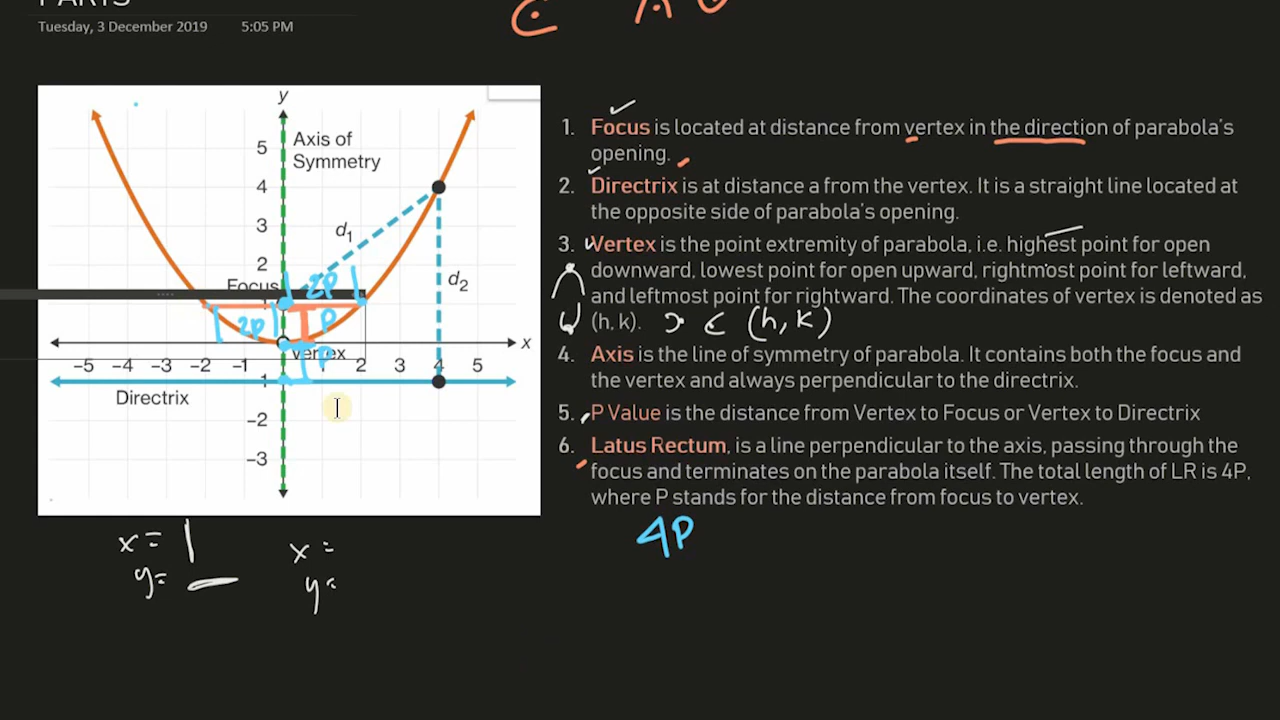 PARTS
Tuesday, 3 December 2019 5:05 PM
y
Axis of
Symmetry
5
4
3
2
1
d1
d2
Focus
2P
2P
P
P
Vertex
x
-5 -4 -3 -2 -1 1 2 3 4 5
-1
-2
-3
Directrix
1. Focus is located at distance from vertex in the direction of parabola's
opening.
2. Directrix is at distance a from the vertex. It is a straight line located at
the opposite side of parabola's opening.
3. Vertex is the point extremity of parabola, i.e. highest point for open
downward, lowest point for open upward, rightmost point for leftward,
and leftmost point for rightward. The coordinates of vertex is denoted as
(h, k). (h, k)
4. Axis is the line of symmetry of parabola. It contains both the focus and
the vertex and always perpendicular to the directrix.
5. P Value is the distance from Vertex to Focus or Vertex to Directrix
6. Latus Rectum, is a line perpendicular to the axis, passing through the
focus and terminates on the parabola itself. The total length of LR is 4P,
where P stands for the distance from focus to vertex.
4P
x = |
y = —
x =
y =